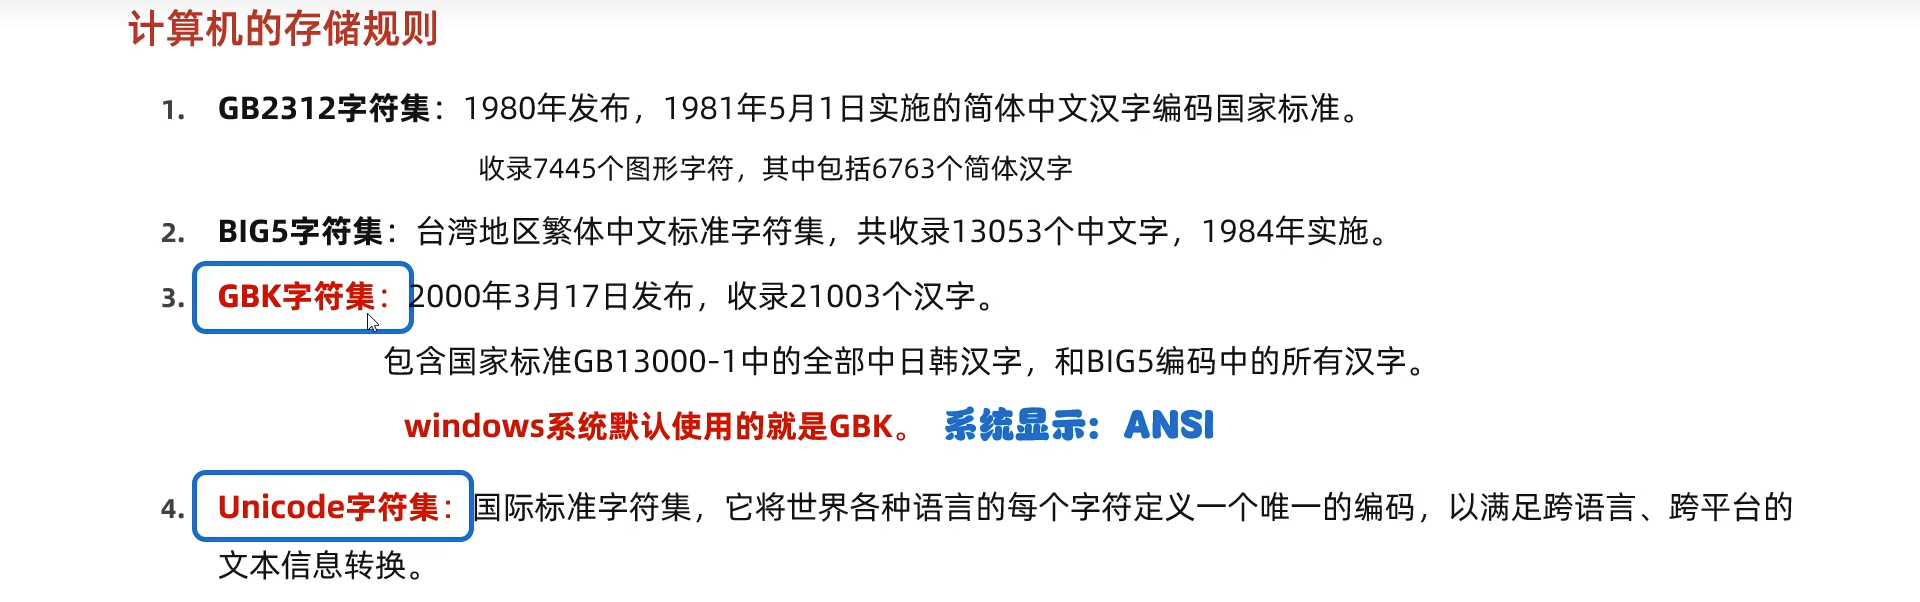 计算机的存储规则
1. GB2312字符集：1980年发布，1981年5月1日实施的简体中文汉字编码国家标准。
收录7445个图形字符，其中包括6763个简体汉字
2. BIG5字符集：台湾地区繁体中文标准字符集，共收录13053个中文字，1984年实施。
3. GBK字符集：2000年3月17日发布，收录21003个汉字。
包含国家标准GB13000-1中的全部中日韩汉字，和BIG5编码中的所有汉字。
windows系统默认使用的就是GBK。 系统显示：ANSI
4. Unicode字符集：国际标准字符集，它将世界各种语言的每个字符定义一个唯一的编码，以满足跨语言、跨平台的
文本信息转换。